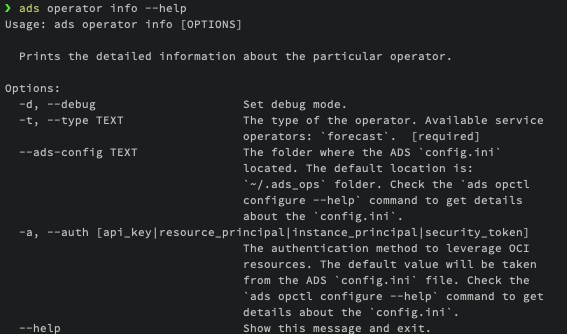 ❯ ads operator info --help
Usage: ads operator info [OPTIONS]
Prints the detailed information about the particular operator.
Options:
-d, --debug Set debug mode.
-t, --type TEXT The type of the operator. Available service
operators: `forecast`. [required]
--ads-config TEXT The folder where the ADS `config.ini`
located. The default location is:
`~/.ads_ops` folder. Check the `ads opctl
configure --help` command to get details
about the `config.ini`.
-a, --auth [api_key|resource_principal|instance_principal|security_token]
The authentication method to leverage OCI
resources. The default value will be taken
from the ADS `config.ini` file. Check the
`ads opctl configure --help` command to get
details about the `config.ini`.
--help Show this message and exit.